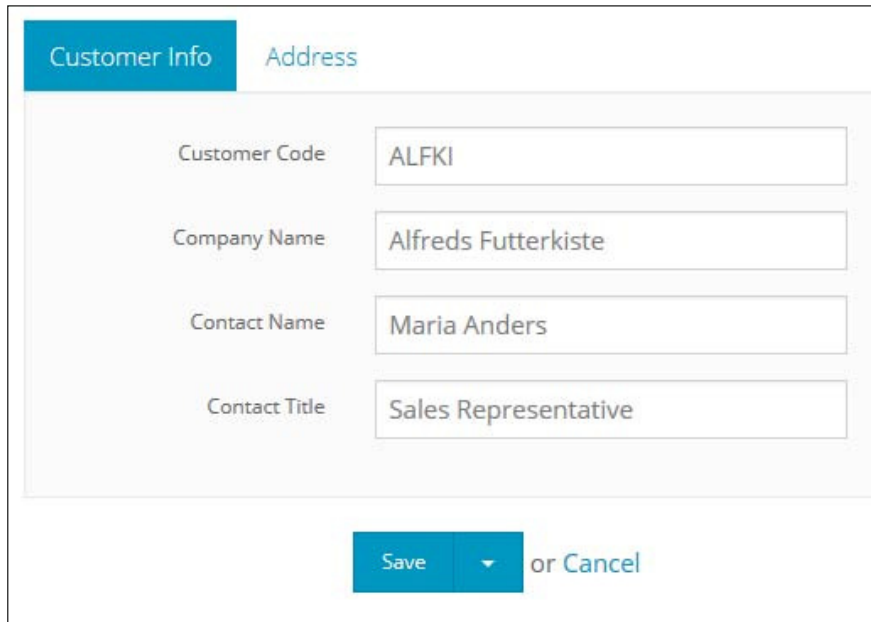 Customer Info Address
Customer Code ALFKI
Company Name Alfreds Futterkiste
Contact Name Maria Anders
Contact Title Sales Representative
Save or Cancel